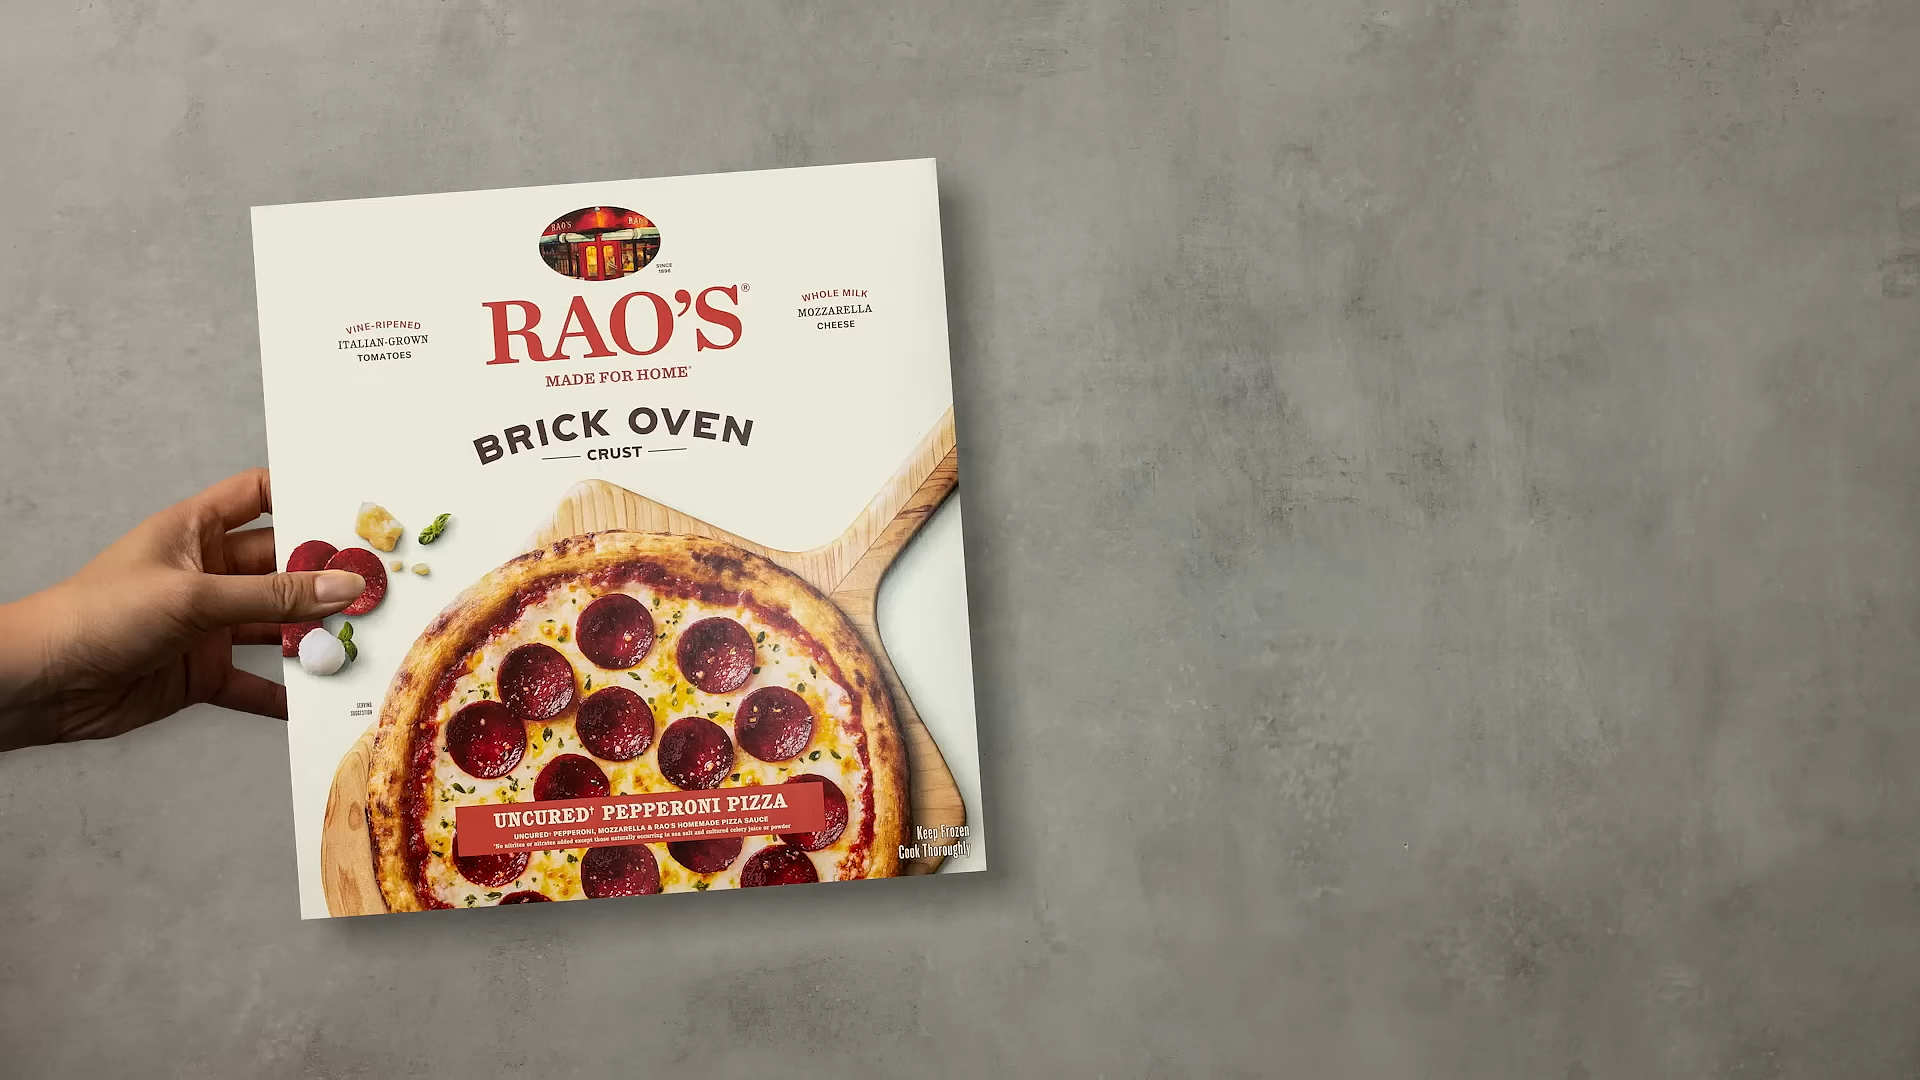 RAO'S RAO'S
SINCE
1896
RAO'S®
MADE FOR HOME®
VINE-RIPENED
ITALIAN-GROWN
TOMATOES
WHOLE MILK
MOZZARELLA
CHEESE
BRICK OVEN
CRUST
SERVING
SUGGESTION
UNCURED† PEPPERONI PIZZA
UNCURED† PEPPERONI, MOZZARELLA & RAO'S HOMEMADE PIZZA SAUCE
†No nitrites or nitrates added except those naturally occurring in sea salt and cultured celery juice or powder
Keep Frozen
Cook Thoroughly